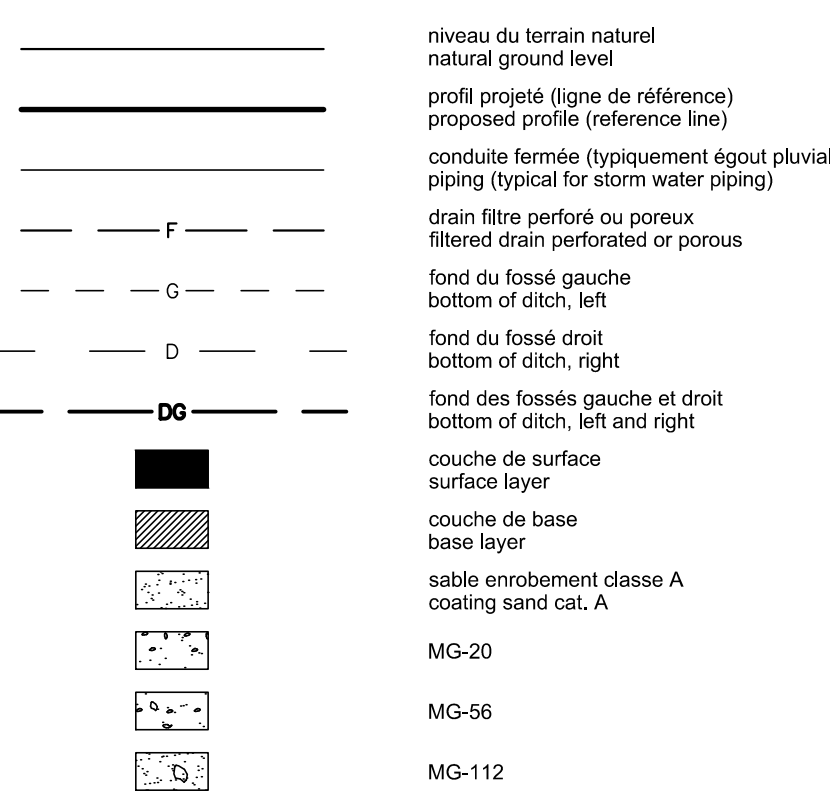 niveau du terrain naturel
natural ground level
profil projeté (ligne de référence)
proposed profile (reference line)
conduite fermée (typiquement égout pluvial
piping (typical for storm water piping)
F
drain filtre perforé ou poreux
filtered drain perforated or porous
G
fond du fossé gauche
bottom of ditch, left
D
fond du fossé droit
bottom of ditch, right
DG
fond des fossés gauche et droit
bottom of ditch, left and right
couche de surface
surface layer
couche de base
base layer
sable enrobement classe A
coating sand cat. A
MG-20
MG-56
MG-112